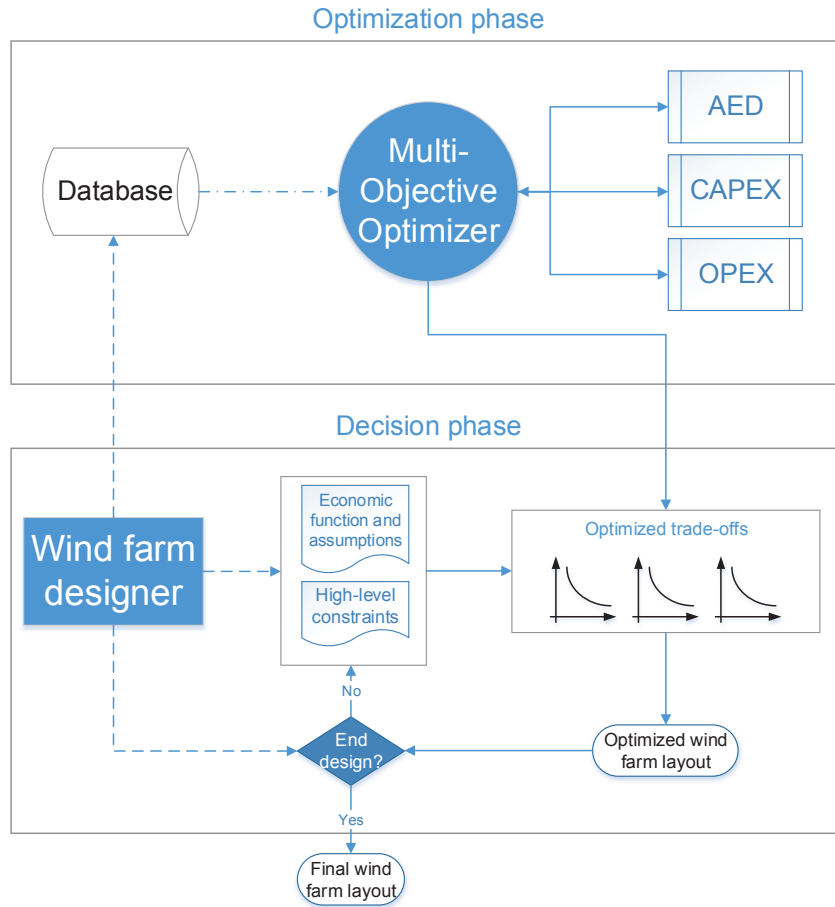 Optimization phase
Database
Multi-
Objective
Optimizer
AED
CAPEX
OPEX
Decision phase
Wind farm
designer
Economic
function and
assumptions
High-level
constraints
Optimized trade-offs
No
End
design?
Optimized wind
farm layout
Yes
Final wind
farm layout